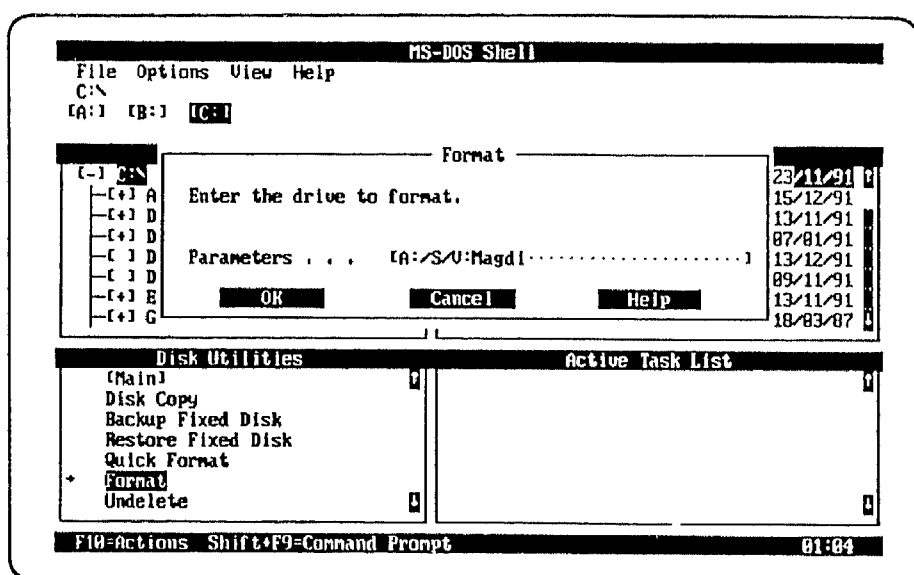 MS-DOS Shell
File Options View Help
C:\
[A:] [B:] [C:]
Format
[-] C:\
[+] A
[+] D
[+] D
[ ] D
[ ] D
[+] E
[+] G
Enter the drive to format.
Parameters . . . [A:/S/V:Magdi·····················]
OK Cancel Help
23/11/91
15/12/91
13/11/91
07/01/91
13/12/91
09/11/91
13/11/91
18/03/87
Disk Utilities
[Main]
Disk Copy
Backup Fixed Disk
Restore Fixed Disk
Quick Format
Format
Undelete
Active Task List
F10=Actions Shift+F9=Command Prompt 01:04